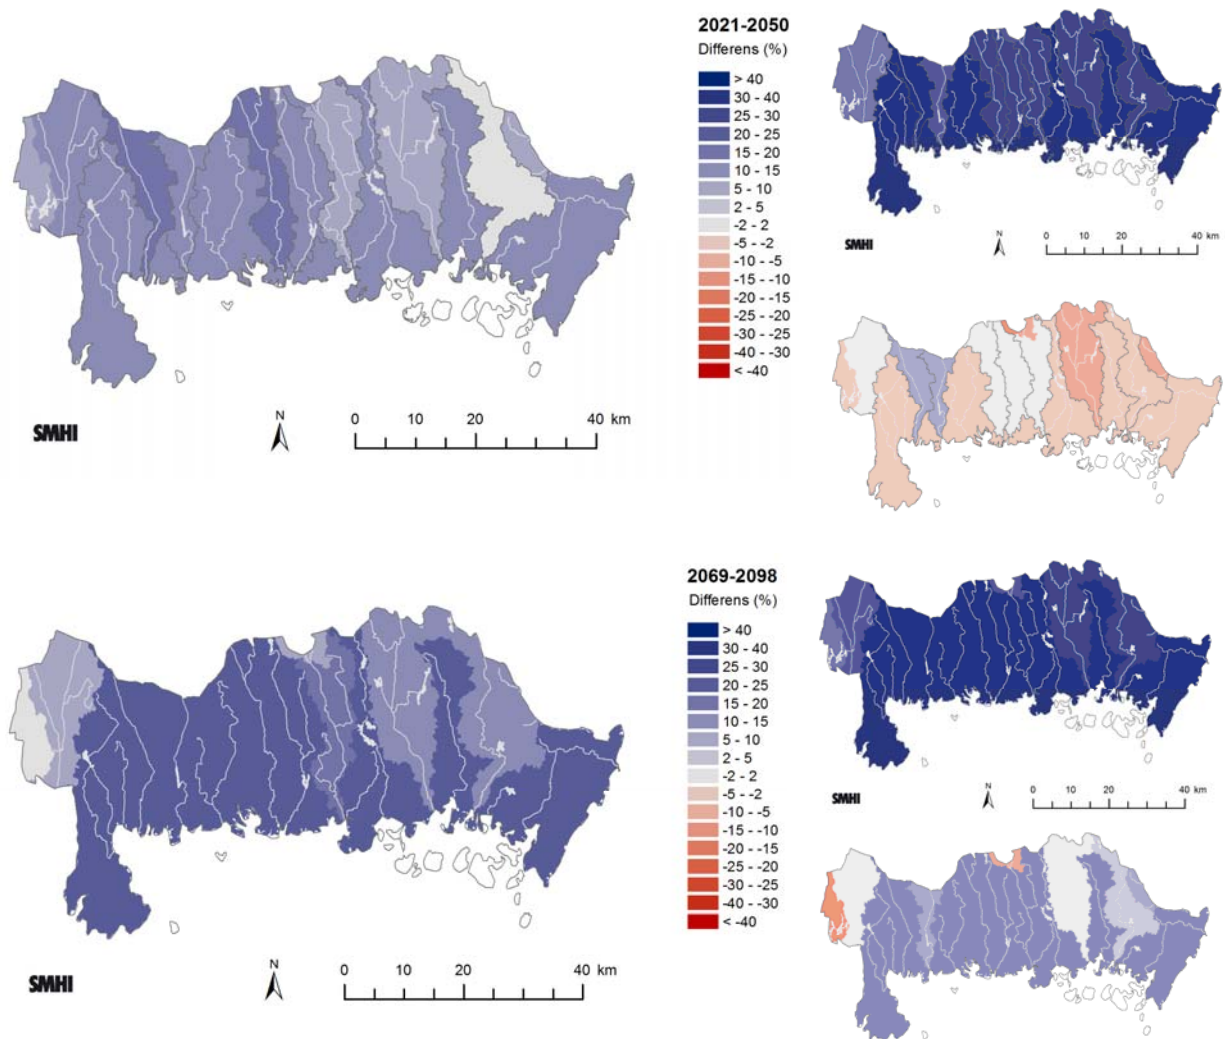 2021-2050
Differens (%)
> 40
30 - 40
25 - 30
20 - 25
15 - 20
10 - 15
5 - 10
2 - 5
-2 - 2
-5 - -2
-10 - -5
-15 - -10
-20 - -15
-25 - -20
-30 - -25
-40 - -30
< -40
SMHI
N
0 10 20 40 km
SMHI
N
0 10 20 40 km
2069-2098
Differens (%)
> 40
30 - 40
25 - 30
20 - 25
15 - 20
10 - 15
5 - 10
2 - 5
-2 - 2
-5 - -2
-10 - -5
-15 - -10
-20 - -15
-25 - -20
-30 - -25
-40 - -30
< -40
SMHI
N
0 10 20 40 km
SMHI
N
0 10 20 40 km